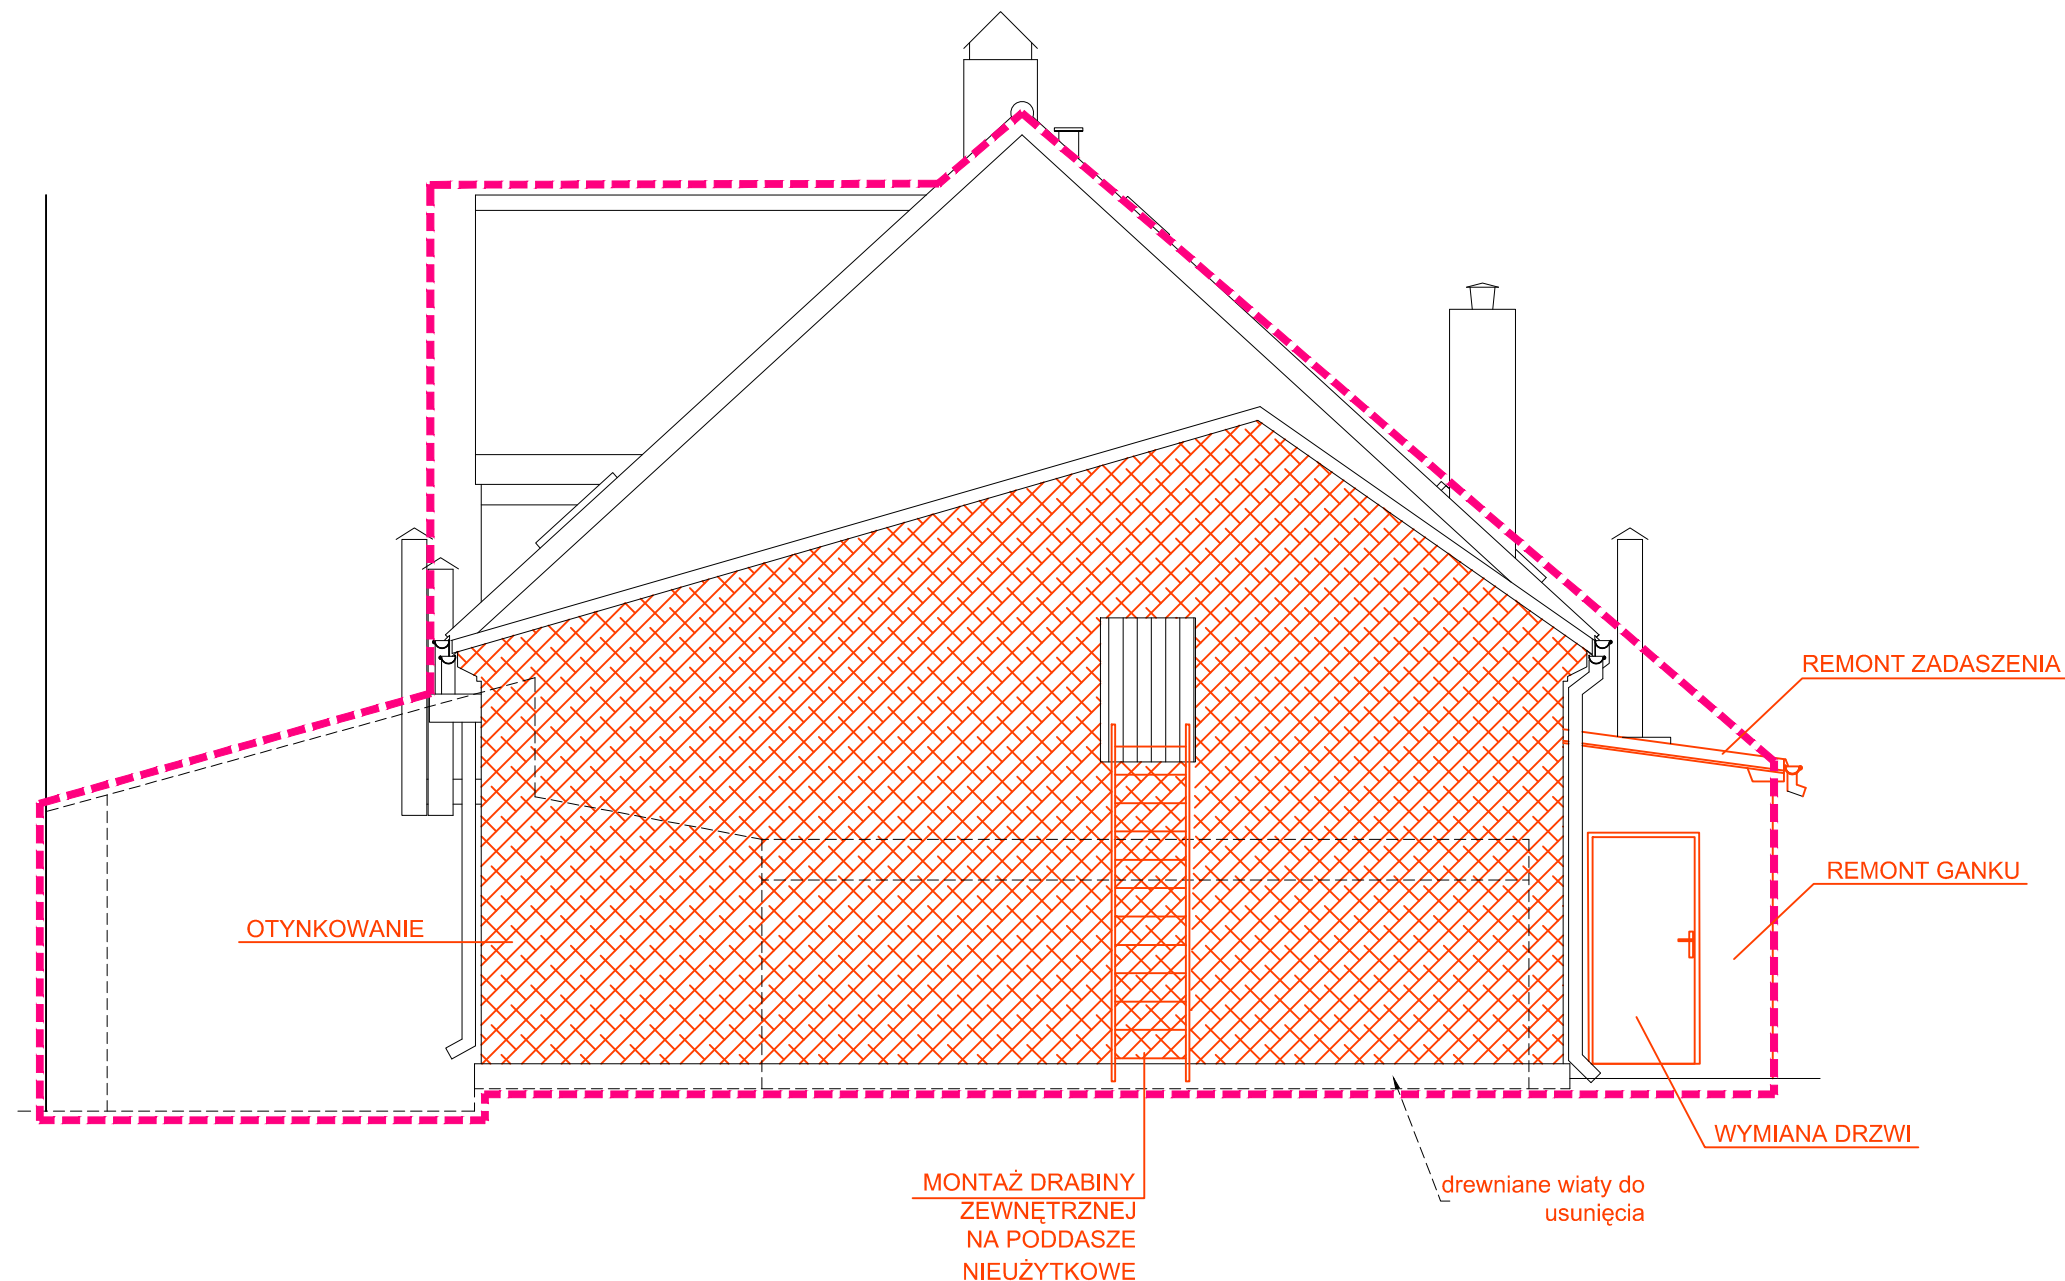 REMONT ZADASZENIA
REMONT GANKU
OTYNKOWANIE
WYMIANA DRZWI
MONTAŻ DRABINY
ZEWNĘTRZNEJ
NA PODDASZE
NIEUŻYTKOWE
drewniane wiaty do
usunięcia